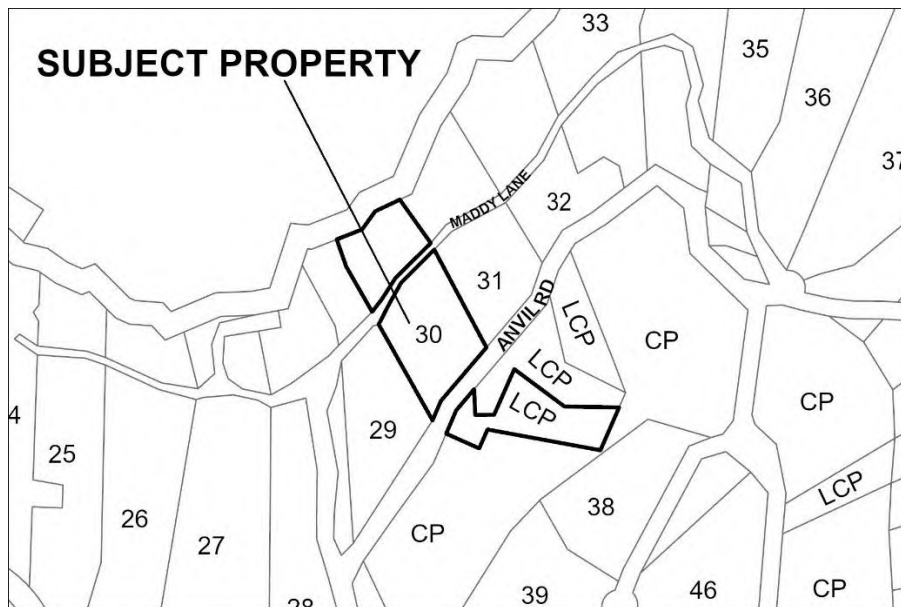 33
35
36
37
SUBJECT PROPERTY
MADDY LANE
32
31
ANVIL RD
LCP
CP
30
LCP
LCP
CP
4
29
25
LCP
38
26
27
CP
39
46
CP
28